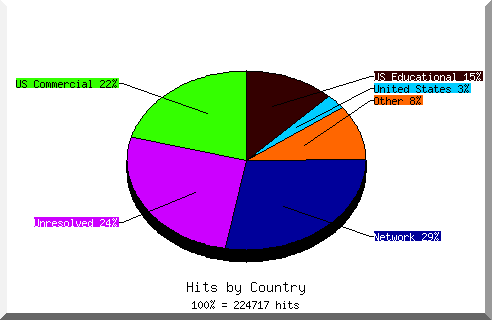 US Educational 15%
US Commercial 22%
United States 3%
Other 8%
Unresolved 24%
Network 29%
Hits by Country
100% = 224717 hits